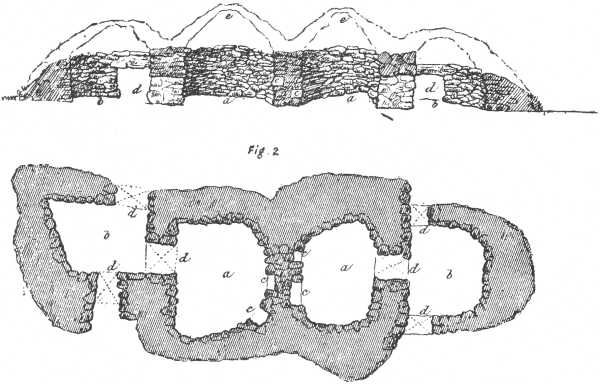 e e
b d a c a d b
Fig. 2
d
b d a a d b
c c
d c d